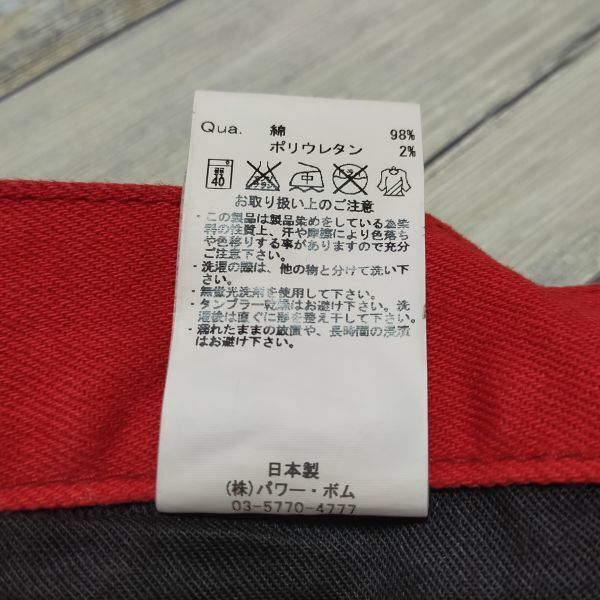 Qua. 綿 98%
ポリウレタン 2%
40
お取り扱い上のご注意
・この製品は製品染めをしている為染
料の性質上、汗や摩擦により色落ち
や色移りする事がありますので充分
ご注意下さい。
・洗濯の際は、他の物と分けて洗い下
さい。
・無蛍光洗剤を使用して下さい。
・タンブラー乾燥はお避け下さい。洗
濯後は直ぐに形を整え干して下さい。
・濡れたままの放置や、長時間の浸漬
はお避け下さい。
日本製
(株)パワー・ボム
03-5770-4777